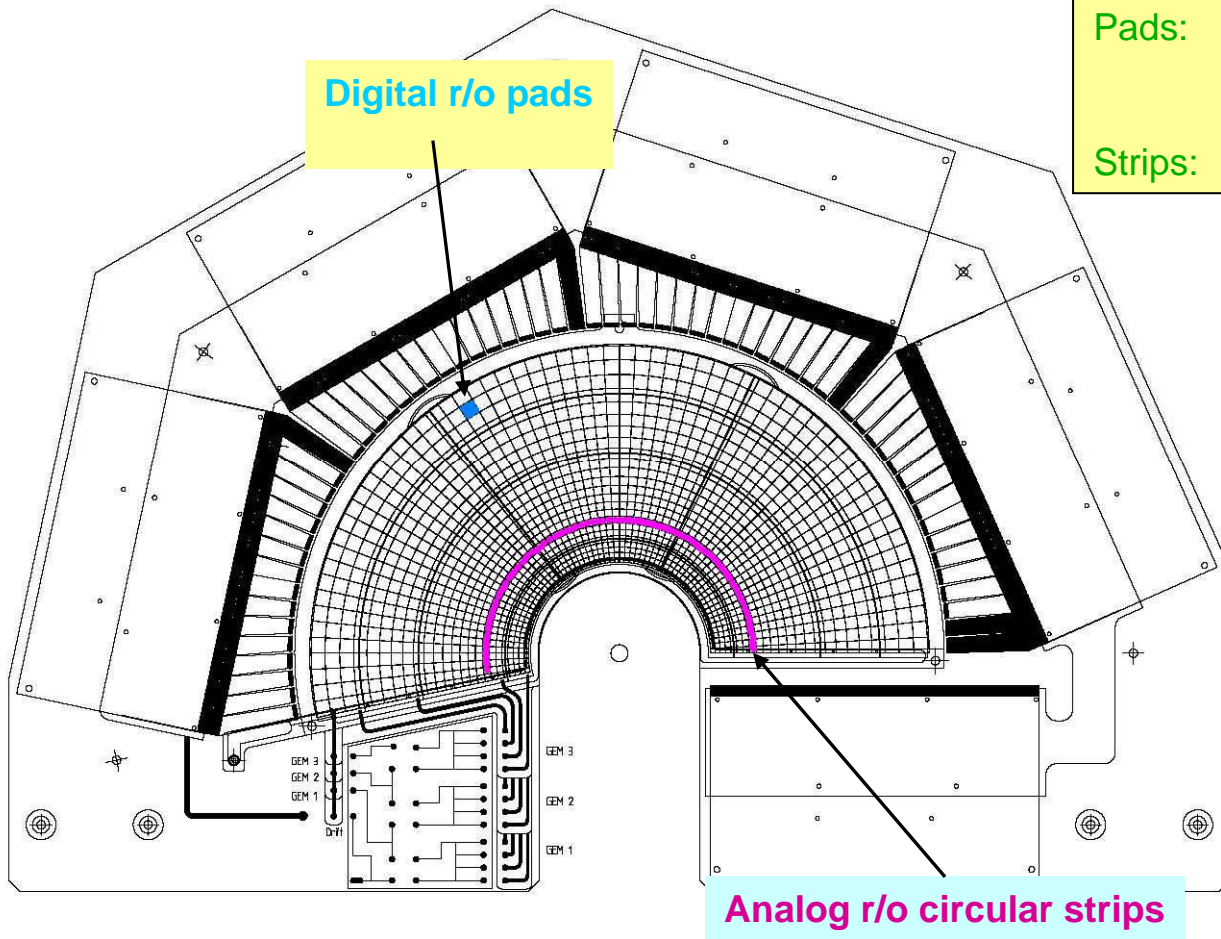 Pads:
Digital r/o pads
Strips:
GEM 3
GEM 2
GEM 1
Drift
GEM 3
GEM 2
GEM 1
Analog r/o circular strips